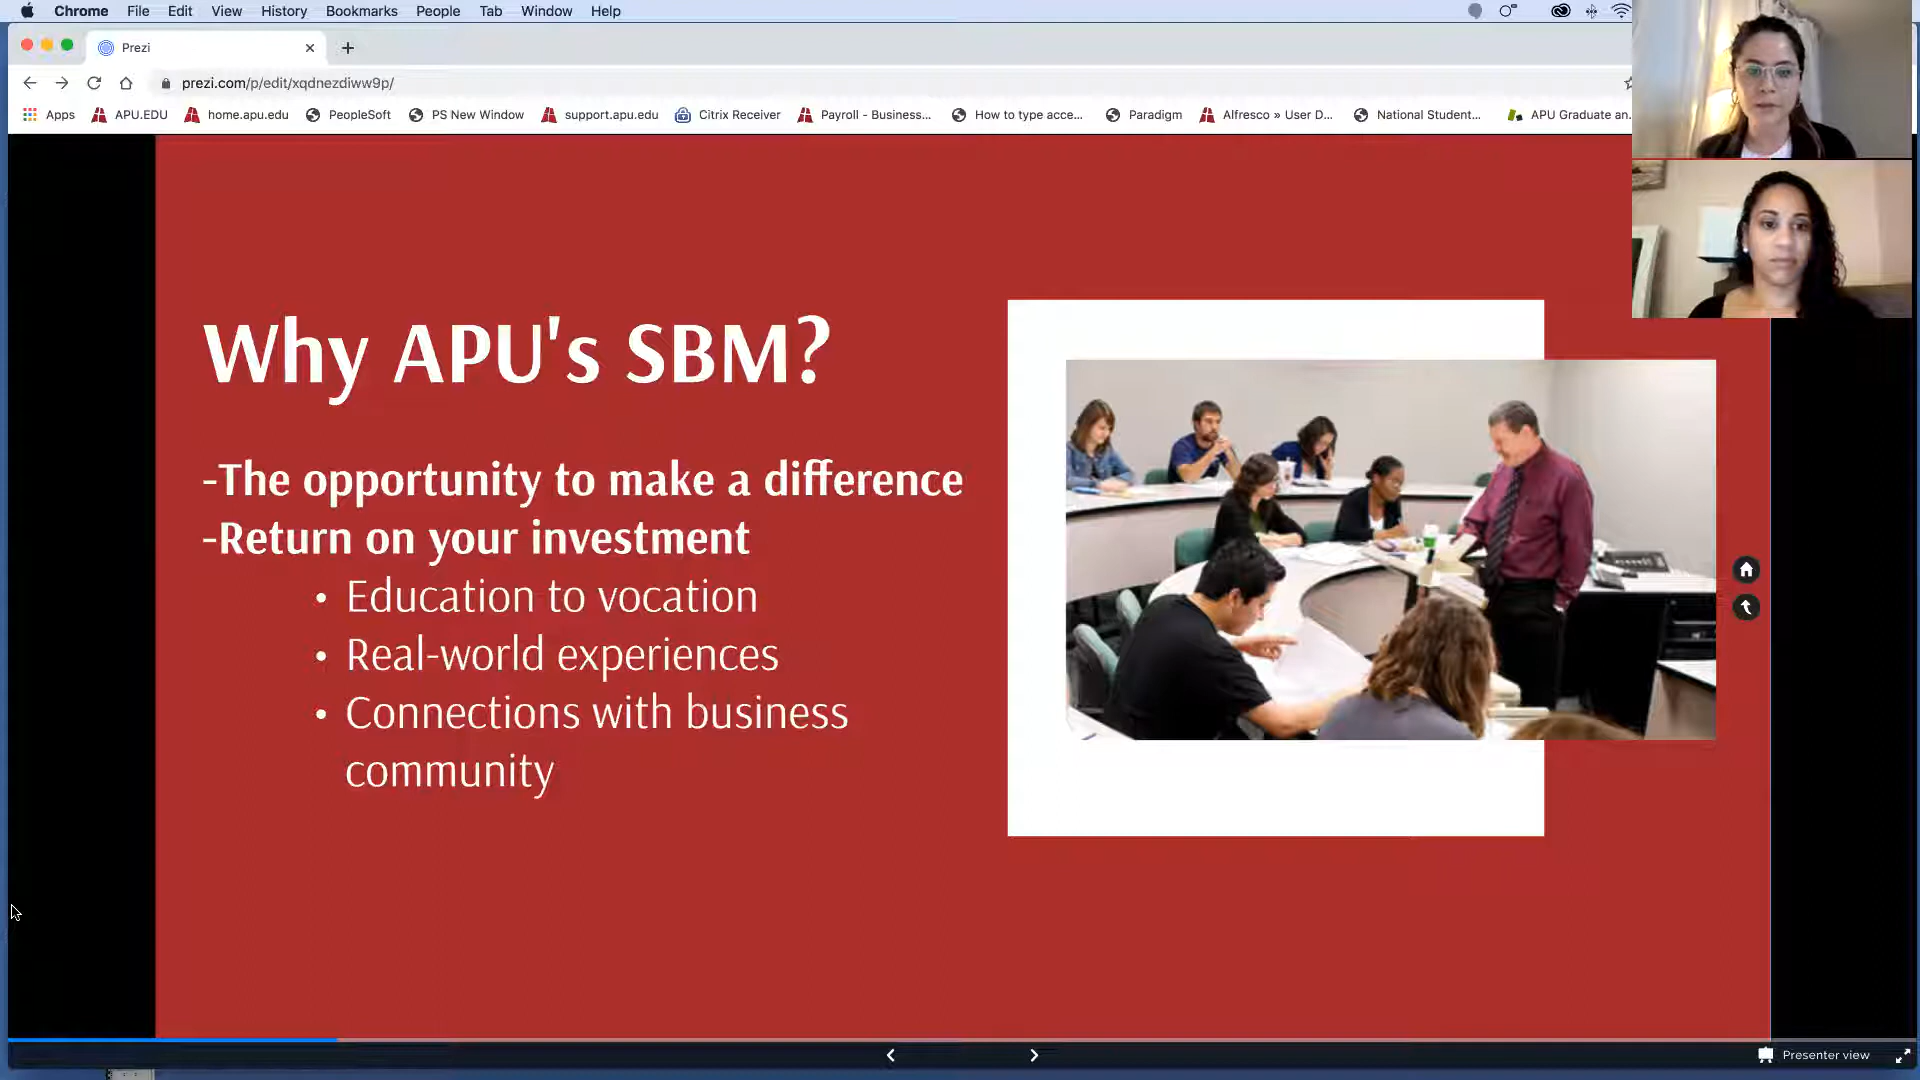 Chrome File Edit View History Bookmarks People Tab Window Help
Prezi
prezi.com/p/edit/xqdnezdiww9p/
Apps APU.EDU home.apu.edu PeopleSoft PS New Window support.apu.edu Citrix Receiver Payroll - Business... How to type acce... Paradigm Alfresco » User D... National Student... APU Graduate an...
Why APU's SBM?
-The opportunity to make a difference
-Return on your investment
• Education to vocation
• Real-world experiences
• Connections with business
community
Presenter view